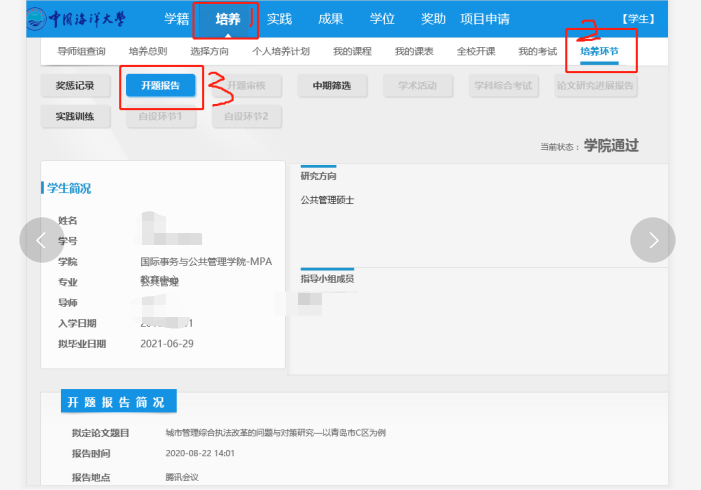 中国海洋大学 学籍 培养 实践 成果 学位 奖助 项目申请 【学生】
1
2
导师组查询 培养总则 选择方向 个人培养计划 我的课程 我的课表 全校开课 我的考试 培养环节
奖惩记录 开题报告 开题审核 中期筛选 学术活动 学科综合考试 论文研究进展报告
3
实践训练 自设环节1 自设环节2
当前状态： 学院通过
学生简况
姓名
学号
学院 国际事务与公共管理学院-MPA
教育中心
专业 公共管理
导师
入学日期
拟毕业日期 2021-06-29
研究方向
公共管理硕士
指导小组成员
开题报告简况
拟定论文题目 城市管理综合执法改革的问题与对策研究—以青岛市C区为例
报告时间 2020-08-22 14:01
报告地点 腾讯会议